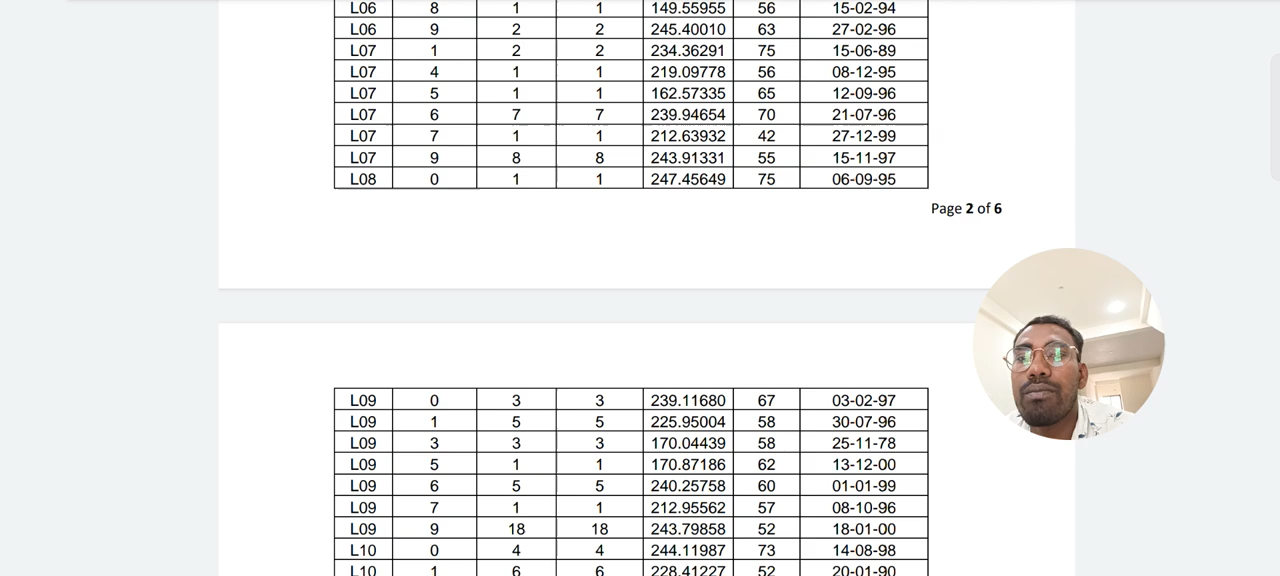 L06 8 1 1 149.55955 56 15-02-94
L06 9 2 2 245.40010 63 27-02-96
L07 1 2 2 234.36291 75 15-06-89
L07 4 1 1 219.09778 56 08-12-95
L07 5 1 1 162.57335 65 12-09-96
L07 6 7 7 239.94654 70 21-07-96
L07 7 1 1 212.63932 42 27-12-99
L07 9 8 8 243.91331 55 15-11-97
L08 0 1 1 247.45649 75 06-09-95
Page 2 of 6
L09 0 3 3 239.11680 67 03-02-97
L09 1 5 5 225.95004 58 30-07-96
L09 3 3 3 170.04439 58 25-11-78
L09 5 1 1 170.87186 62 13-12-00
L09 6 5 5 240.25758 60 01-01-99
L09 7 1 1 212.95562 57 08-10-96
L09 9 18 18 243.79858 52 18-01-00
L10 0 4 4 244.11987 73 14-08-98
L10 1 6 6 228.41227 52 20-01-90